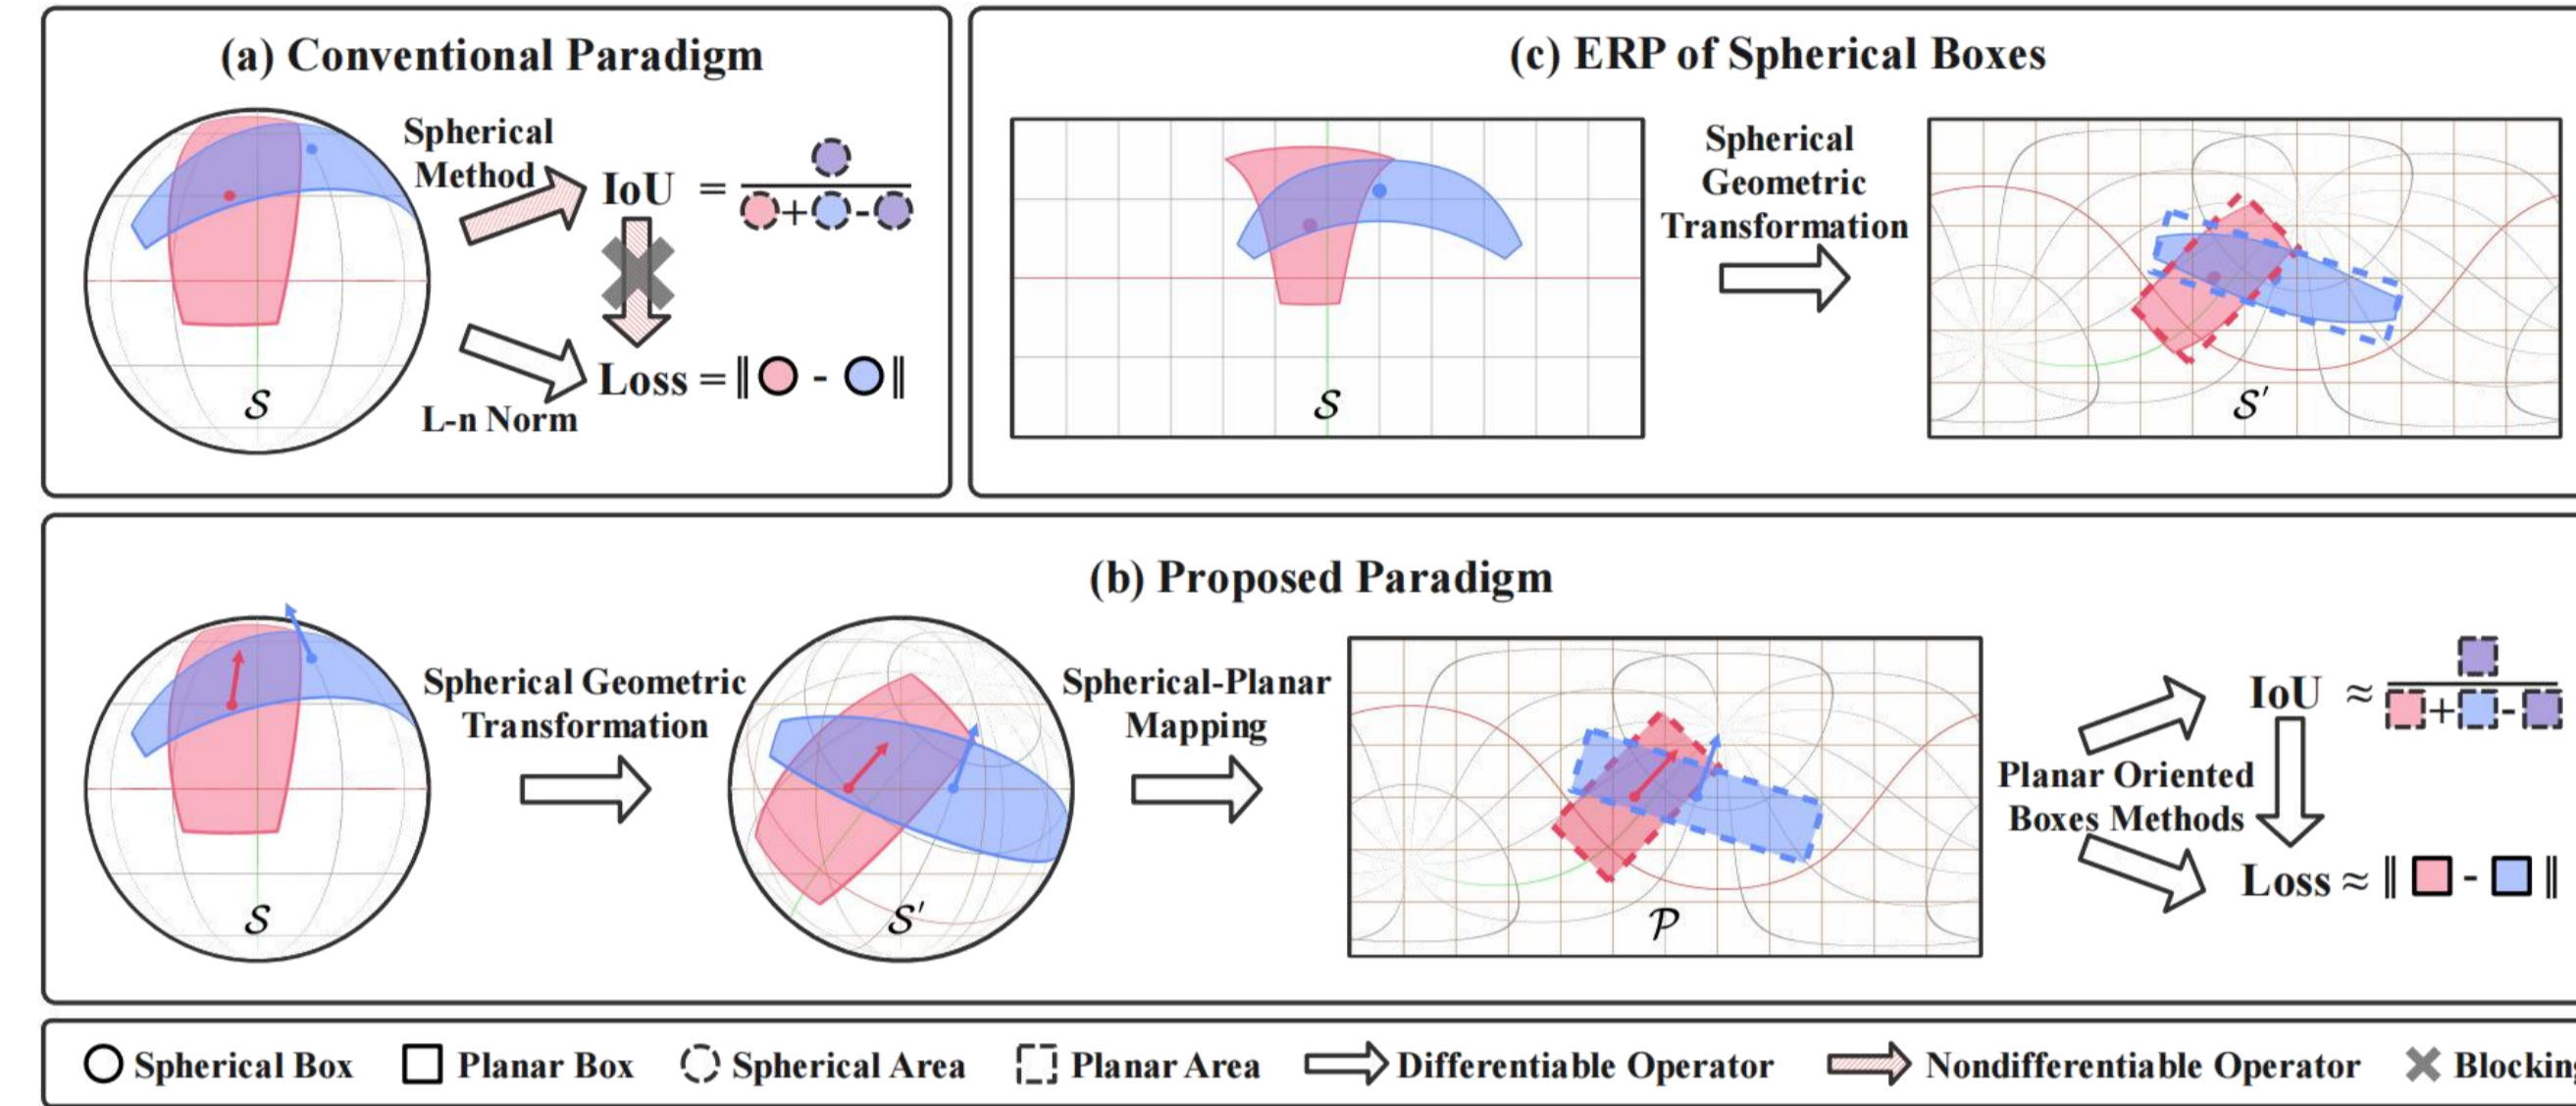 (a) Conventional Paradigm
Spherical
Method
IoU =
+ -
Loss = || - ||
L-n Norm
S
(c) ERP of Spherical Boxes
S
Spherical
Geometric
Transformation
S′
(b) Proposed Paradigm
S
Spherical Geometric
Transformation
S′
Spherical-Planar
Mapping
P
Planar Oriented
Boxes Methods
IoU ≈
+ -
Loss ≈ || - ||
Spherical Box
Planar Box
Spherical Area
Planar Area
Differentiable Operator
Nondifferentiable Operator
Blocking